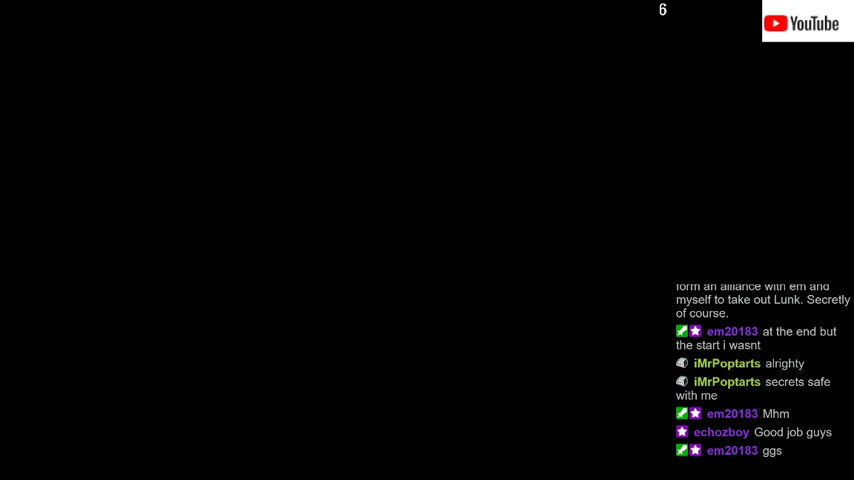 6
YouTube
form an alliance with em and
myself to take out Lunk. Secretly
of course.
em20183 at the end but
the start i wasnt
iMrPoptarts alrighty
iMrPoptarts secrets safe
with me
em20183 Mhm
echozboy Good job guys
em20183 ggs